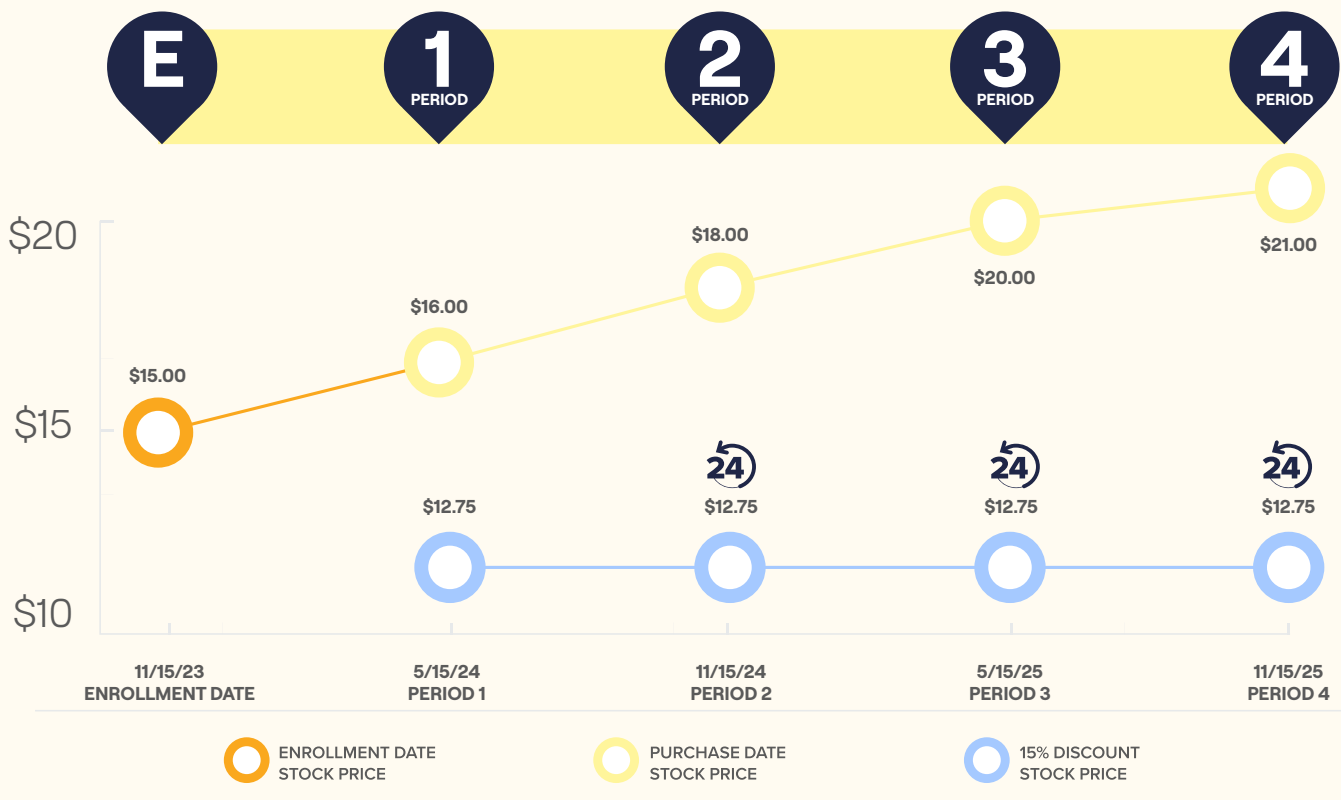 E
1
PERIOD
2
PERIOD
3
PERIOD
4
PERIOD
$20
$15
$10
$15.00
$16.00
$18.00
$20.00
$21.00
24
24
24
$12.75
$12.75
$12.75
$12.75
11/15/23
ENROLLMENT DATE
5/15/24
PERIOD 1
11/15/24
PERIOD 2
5/15/25
PERIOD 3
11/15/25
PERIOD 4
ENROLLMENT DATE
STOCK PRICE
PURCHASE DATE
STOCK PRICE
15% DISCOUNT
STOCK PRICE